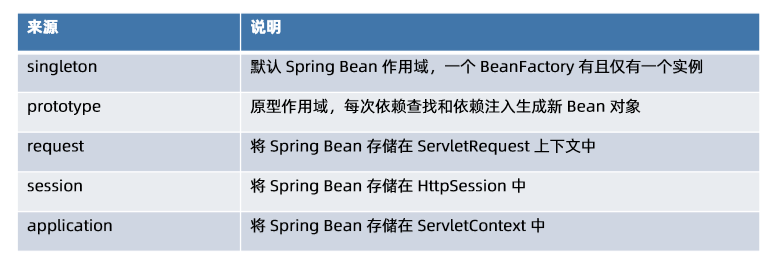 来源 说明
singleton 默认 Spring Bean 作用域，一个 BeanFactory 有且仅有一个实例
prototype 原型作用域，每次依赖查找和依赖注入生成新 Bean 对象
request 将 Spring Bean 存储在 ServletRequest 上下文中
session 将 Spring Bean 存储在 HttpSession 中
application 将 Spring Bean 存储在 ServletContext 中